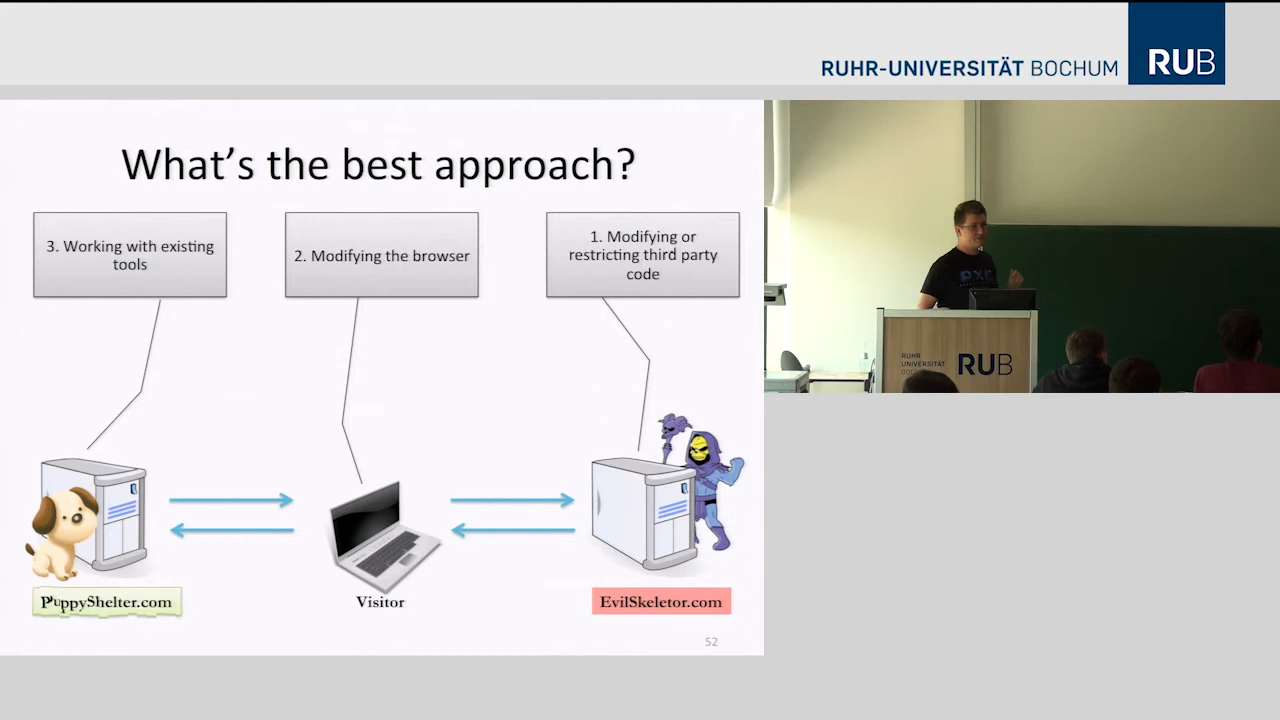 RUHR-UNIVERSITÄT BOCHUM
RUB
What's the best approach?
3. Working with existing
tools
2. Modifying the browser
1. Modifying or
restricting third party
code
PuppyShelter.com
Visitor
EvilSkeletor.com
52
RUHR
UNIVERSITÄT
RUB